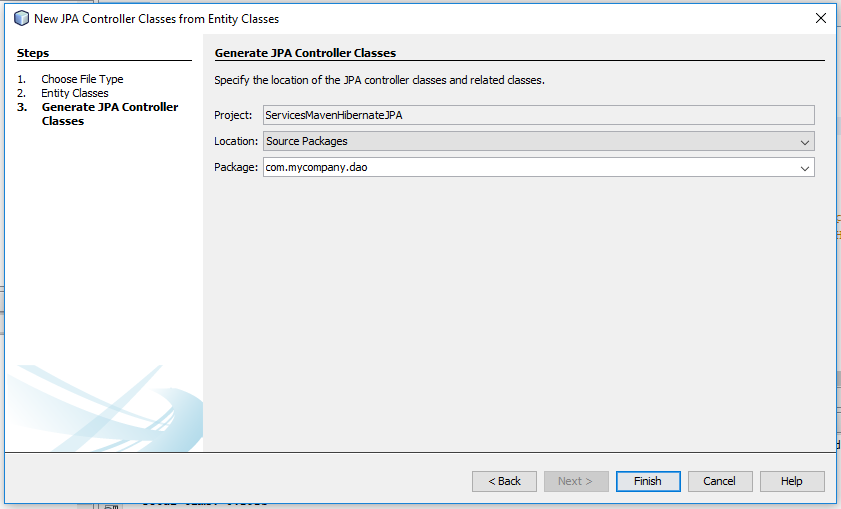 New JPA Controller Classes from Entity Classes
Steps
1. Choose File Type
2. Entity Classes
3. Generate JPA Controller
Classes
Generate JPA Controller Classes
Specify the location of the JPA controller classes and related classes.
Project: ServicesMavenHibernateJPA
Location: Source Packages
Package: com.mycompany.dao
< Back Next > Finish Cancel Help